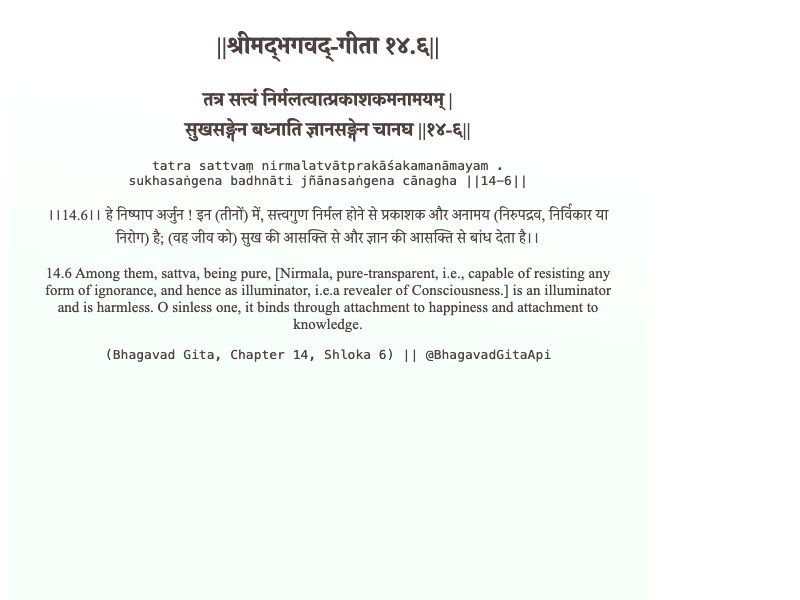 ||श्रीमद्‍भगवद्-गीता १४.६||
तत्र सत्त्वं निर्मलत्वात्प्रकाशकमनामयम् |
सुखसङ्गेन बध्नाति ज्ञानसङ्गेन चानघ ||१४-६||
tatra sattvaṃ nirmalatvātprakāśakamanāmayam .
sukhasaṅgena badhnāti jñānasaṅgena cānagha ||14-6||
।।14.6।। हे निष्पाप अर्जुन ! इन (तीनों) में, सत्त्वगुण निर्मल होने से प्रकाशक और अनामय (निरुपद्रव, निर्विकार या
निरोग) है; (वह जीव को) सुख की आसक्ति से और ज्ञान की आसक्ति से बांध देता है।।
14.6 Among them, sattva, being pure, [Nirmala, pure-transparent, i.e., capable of resisting any
form of ignorance, and hence as illuminator, i.e.a revealer of Consciousness.] is an illuminator
and is harmless. O sinless one, it binds through attachment to happiness and attachment to
knowledge.
(Bhagavad Gita, Chapter 14, Shloka 6) || @BhagavadGitaApi